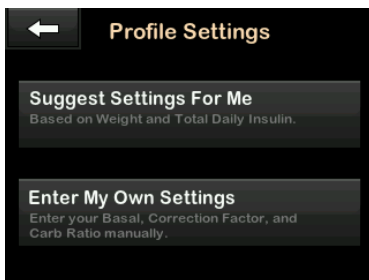 Profile Settings
Suggest Settings For Me
Based on Weight and Total Daily Insulin.
Enter My Own Settings
Enter your Basal, Correction Factor, and
Carb Ratio manually.